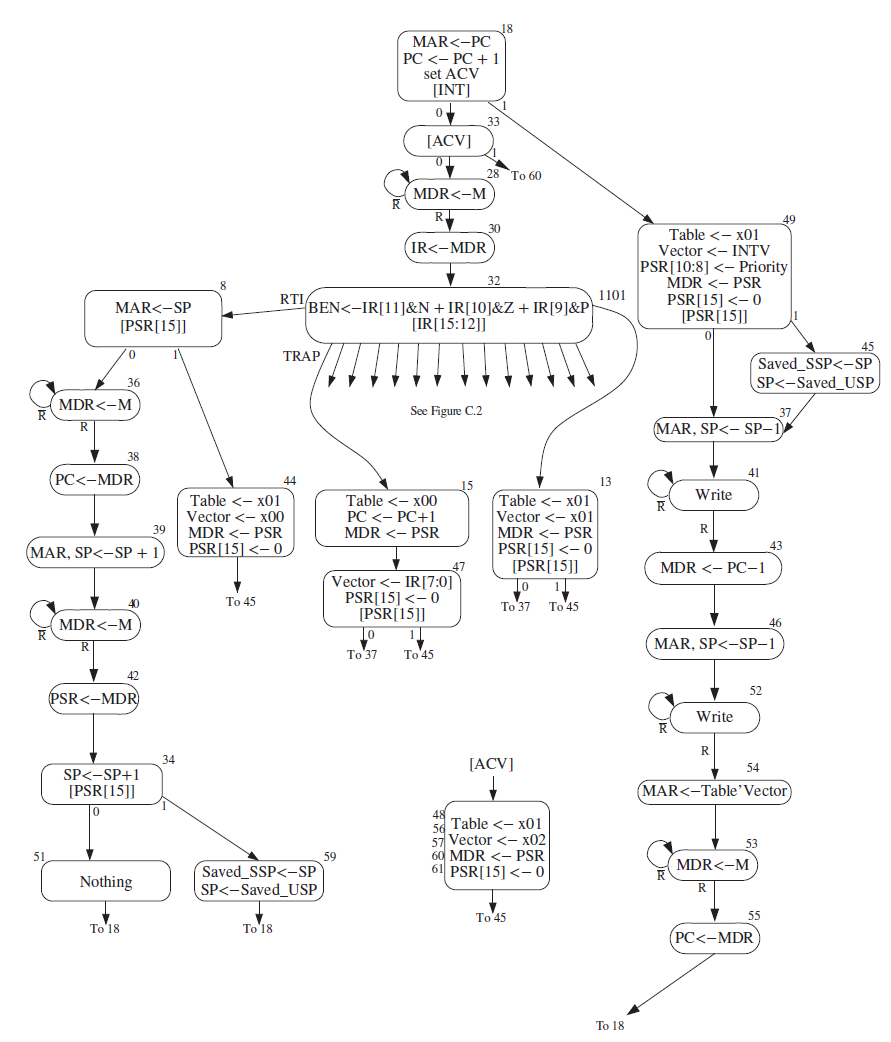 18
MAR<–PC
PC <– PC + 1
set ACV
[INT]
0
1
33
[ACV]
0
1
To 60
28
MDR<–M
R̅
R
30
IR<–MDR
32
BEN<–IR[11]&N + IR[10]&Z + IR[9]&P
[IR[15:12]]
RTI
TRAP
1101
See Figure C.2
8
MAR<–SP
[PSR[15]]
0
1
36
MDR<–M
R̅
R
38
PC<–MDR
39
MAR, SP<–SP + 1
40
MDR<–M
R̅
R
42
PSR<–MDR
34
SP<–SP+1
[PSR[15]]
0
1
51
Nothing
To 18
59
Saved_SSP<–SP
SP<–Saved_USP
To 18
44
Table <– x01
Vector <– x00
MDR <– PSR
PSR[15] <– 0
To 45
15
Table <– x00
PC <– PC+1
MDR <– PSR
47
Vector <– IR[7:0]
PSR[15] <– 0
[PSR[15]]
0
1
To 37
To 45
13
Table <– x01
Vector <– x01
MDR <– PSR
PSR[15] <– 0
[PSR[15]]
0
1
To 37
To 45
[ACV]
48
56
57
60
61
Table <– x01
Vector <– x02
MDR <– PSR
PSR[15] <– 0
To 45
49
Table <– x01
Vector <– INTV
PSR[10:8] <– Priority
MDR <– PSR
PSR[15] <– 0
[PSR[15]]
0
1
45
Saved_SSP<–SP
SP<–Saved_USP
37
MAR, SP<– SP–1
41
Write
R̅
R
43
MDR <– PC–1
46
MAR, SP<–SP–1
52
Write
R̅
R
54
MAR<–Table’Vector
53
MDR<–M
R̅
R
55
PC<–MDR
To 18